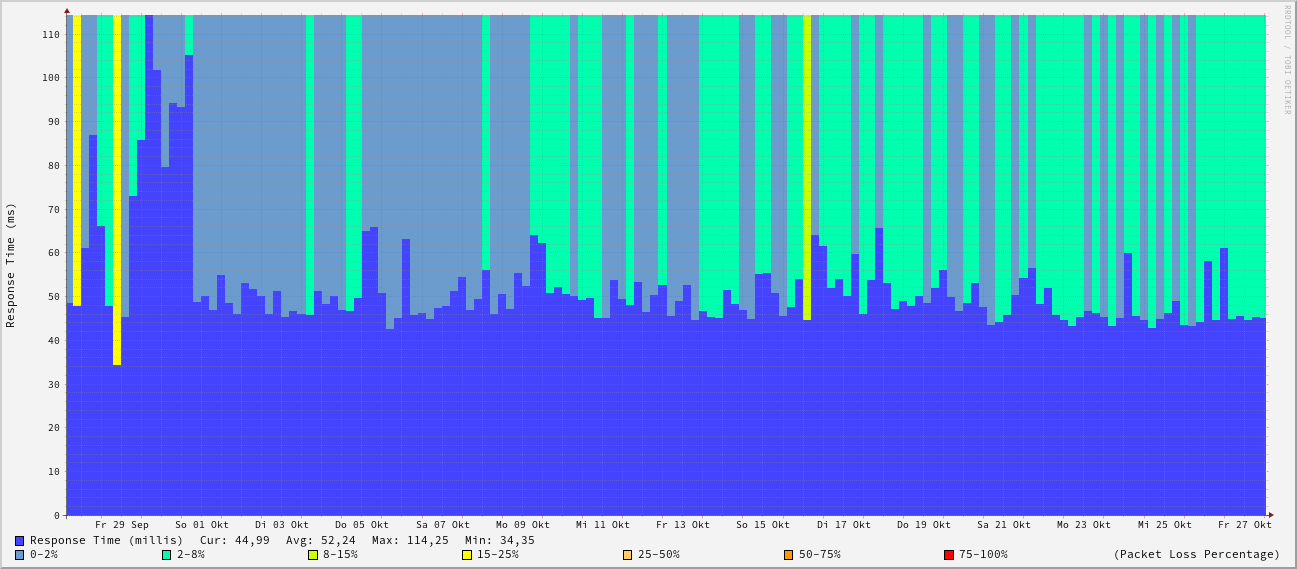 RRDTOOL / TOBI OETIKER
Response Time (ms)
110
100
90
80
70
60
50
40
30
20
10
0
Fr 29 Sep So 01 Okt Di 03 Okt Do 05 Okt Sa 07 Okt Mo 09 Okt Mi 11 Okt Fr 13 Okt So 15 Okt Di 17 Okt Do 19 Okt Sa 21 Okt Mo 23 Okt Mi 25 Okt Fr 27 Okt
Response Time (millis) Cur: 44,99 Avg: 52,24 Max: 114,25 Min: 34,35
0-2% 2-8% 8-15% 15-25% 25-50% 50-75% 75-100% (Packet Loss Percentage)